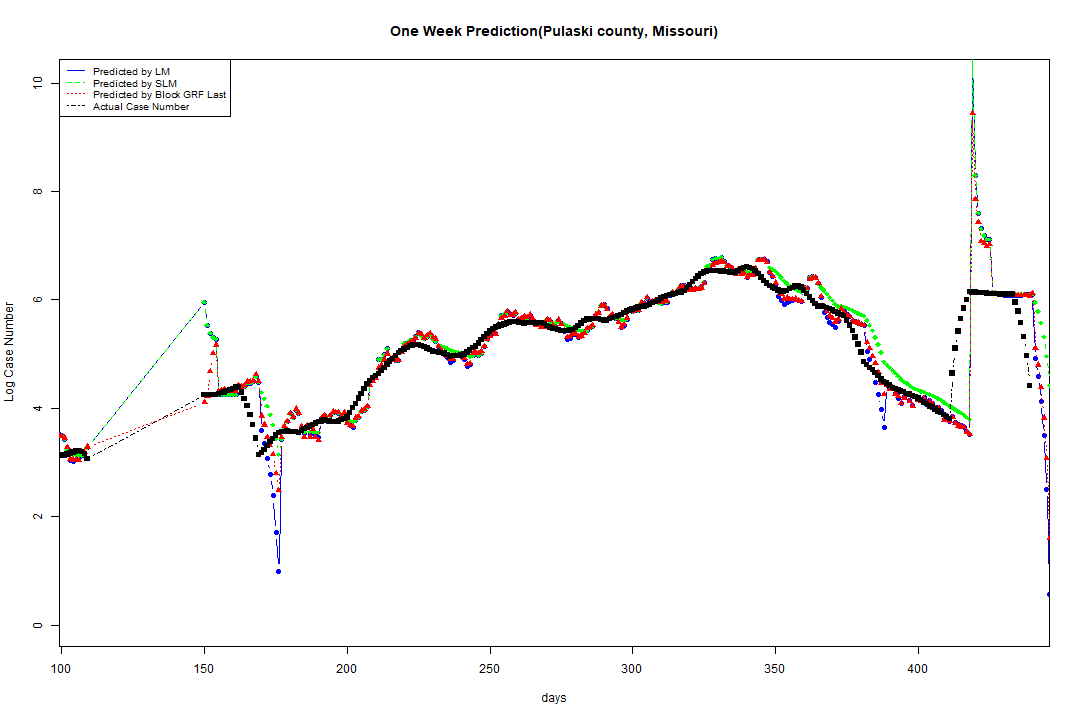 One Week Prediction(Pulaski county, Missouri)
Predicted by LM
Predicted by SLM
Predicted by Block GRF Last
Actual Case Number
10
8
6
4
2
0
Log Case Number
100 150 200 250 300 350 400
days